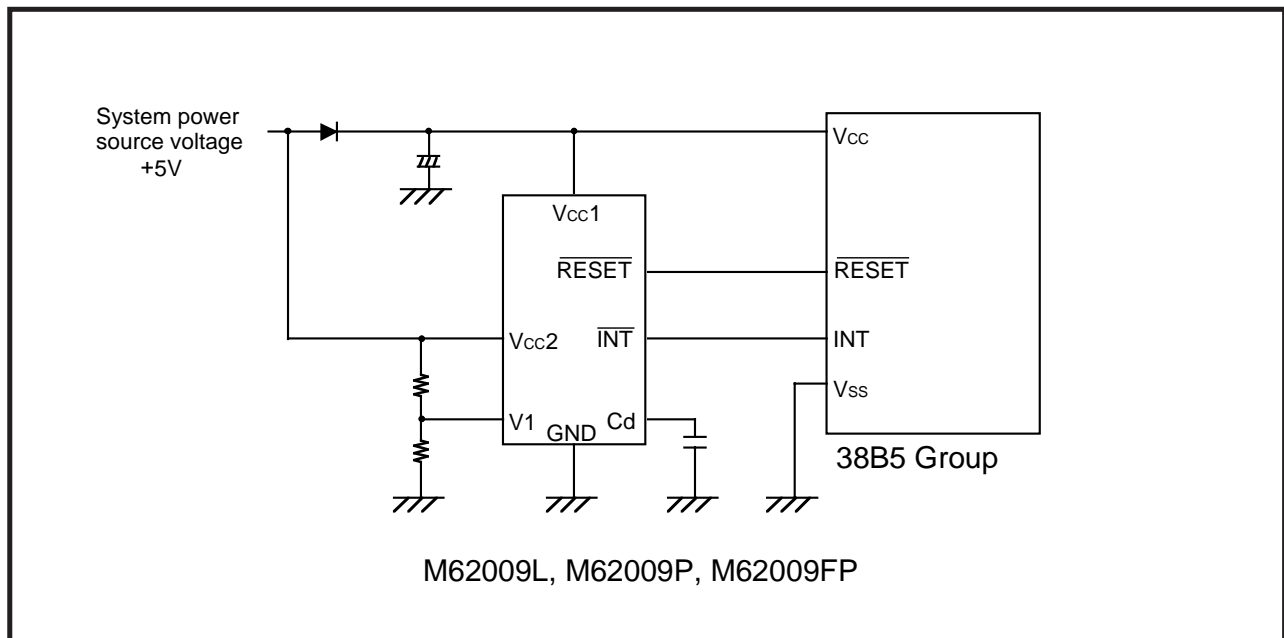 System power
source voltage
+5V
VCC
VCC1
RESET
RESET
VCC2
INT
INT
VSS
V1
Cd
GND
38B5 Group
M62009L, M62009P, M62009FP